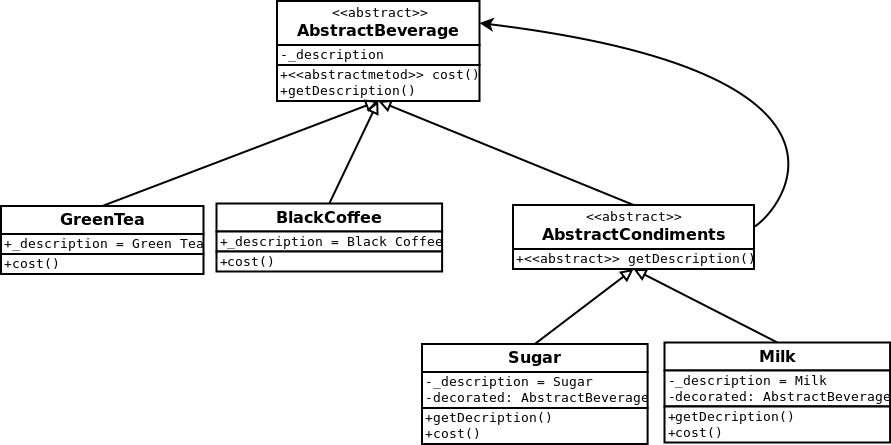 <<abstract>>
AbstractBeverage
-_description
+<<abstractmetod>> cost()
+getDescription()
GreenTea
+_description = Green Tea
+cost()
BlackCoffee
+_description = Black Coffee
+cost()
<<abstract>>
AbstractCondiments
+<<abstract>> getDescription()
Sugar
-_description = Sugar
-decorated: AbstractBeverage
+getDecription()
+cost()
Milk
-_description = Milk
-decorated: AbstractBeverage
+getDecription()
+cost()